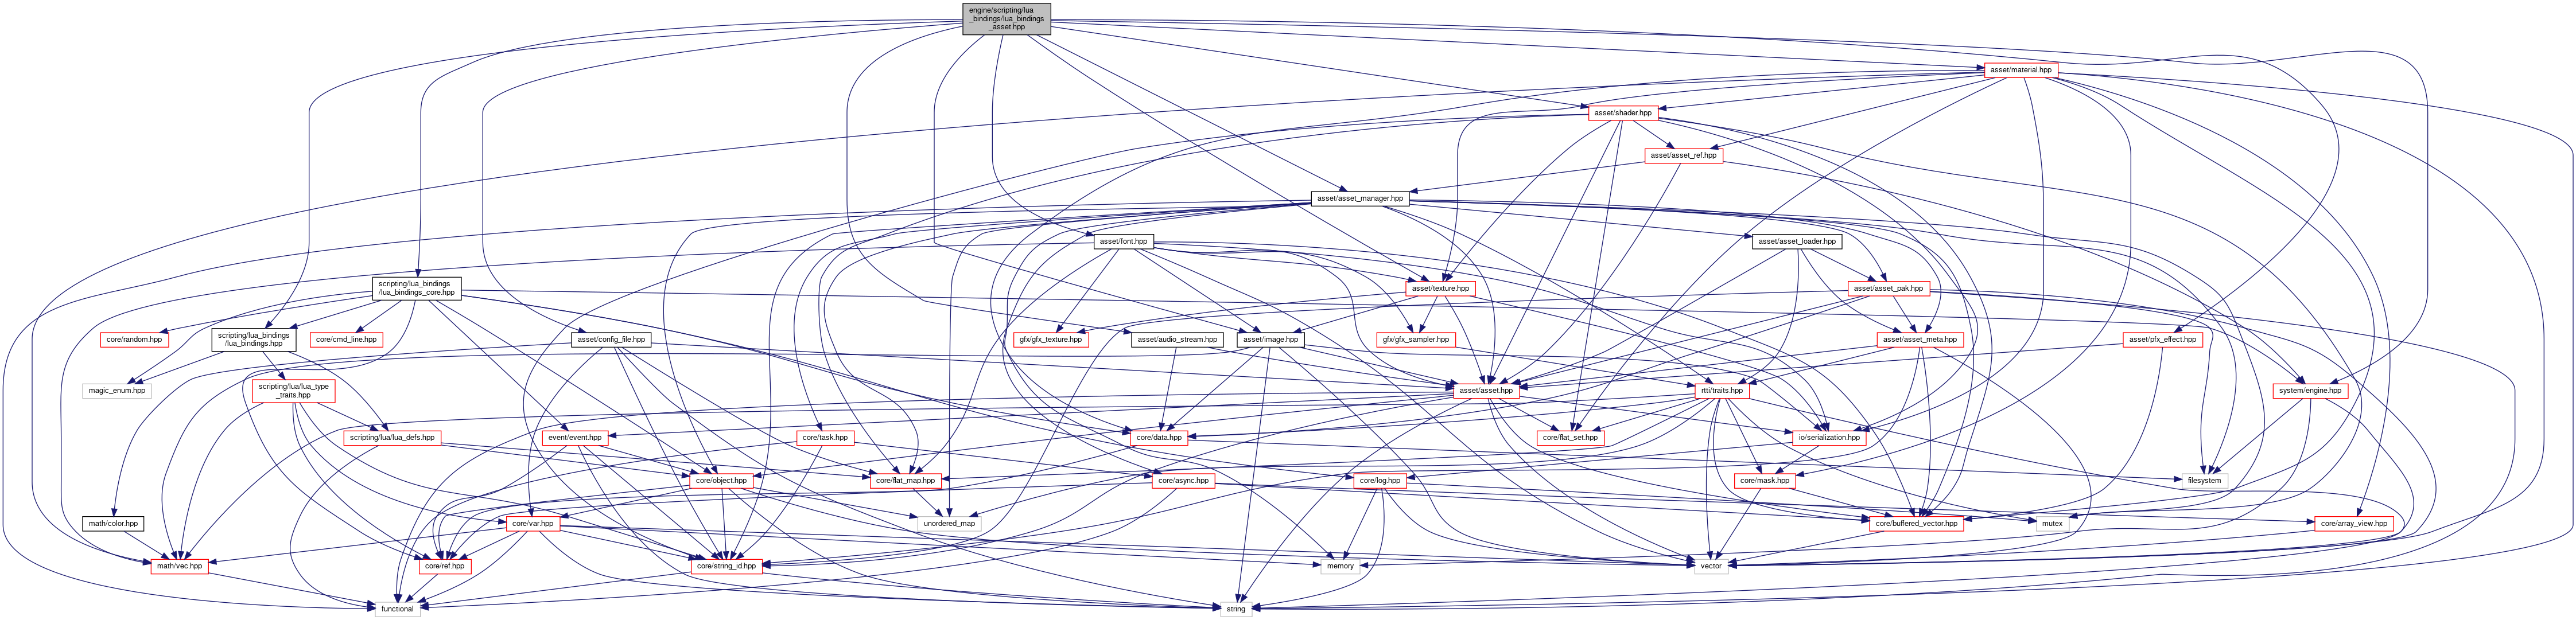 engine/scripting/lua
_bindings/lua_bindings
_asset.hpp
asset/material.hpp
asset/shader.hpp
asset/asset_ref.hpp
asset/asset_manager.hpp
asset/font.hpp
asset/asset_loader.hpp
scripting/lua_bindings
/lua_bindings_core.hpp
asset/texture.hpp
asset/asset_pak.hpp
core/random.hpp
scripting/lua_bindings
/lua_bindings.hpp
core/cmd_line.hpp
asset/config_file.hpp
gfx/gfx_texture.hpp
asset/audio_stream.hpp
asset/image.hpp
gfx/gfx_sampler.hpp
asset/asset_meta.hpp
asset/pfx_effect.hpp
magic_enum.hpp
scripting/lua/lua_type
_traits.hpp
asset/asset.hpp
rtti/traits.hpp
system/engine.hpp
scripting/lua/lua_defs.hpp
event/event.hpp
core/task.hpp
core/data.hpp
core/flat_set.hpp
io/serialization.hpp
core/object.hpp
core/flat_map.hpp
core/async.hpp
core/log.hpp
core/mask.hpp
filesystem
math/color.hpp
core/var.hpp
unordered_map
core/buffered_vector.hpp
mutex
core/array_view.hpp
math/vec.hpp
core/ref.hpp
core/string_id.hpp
memory
vector
functional
string